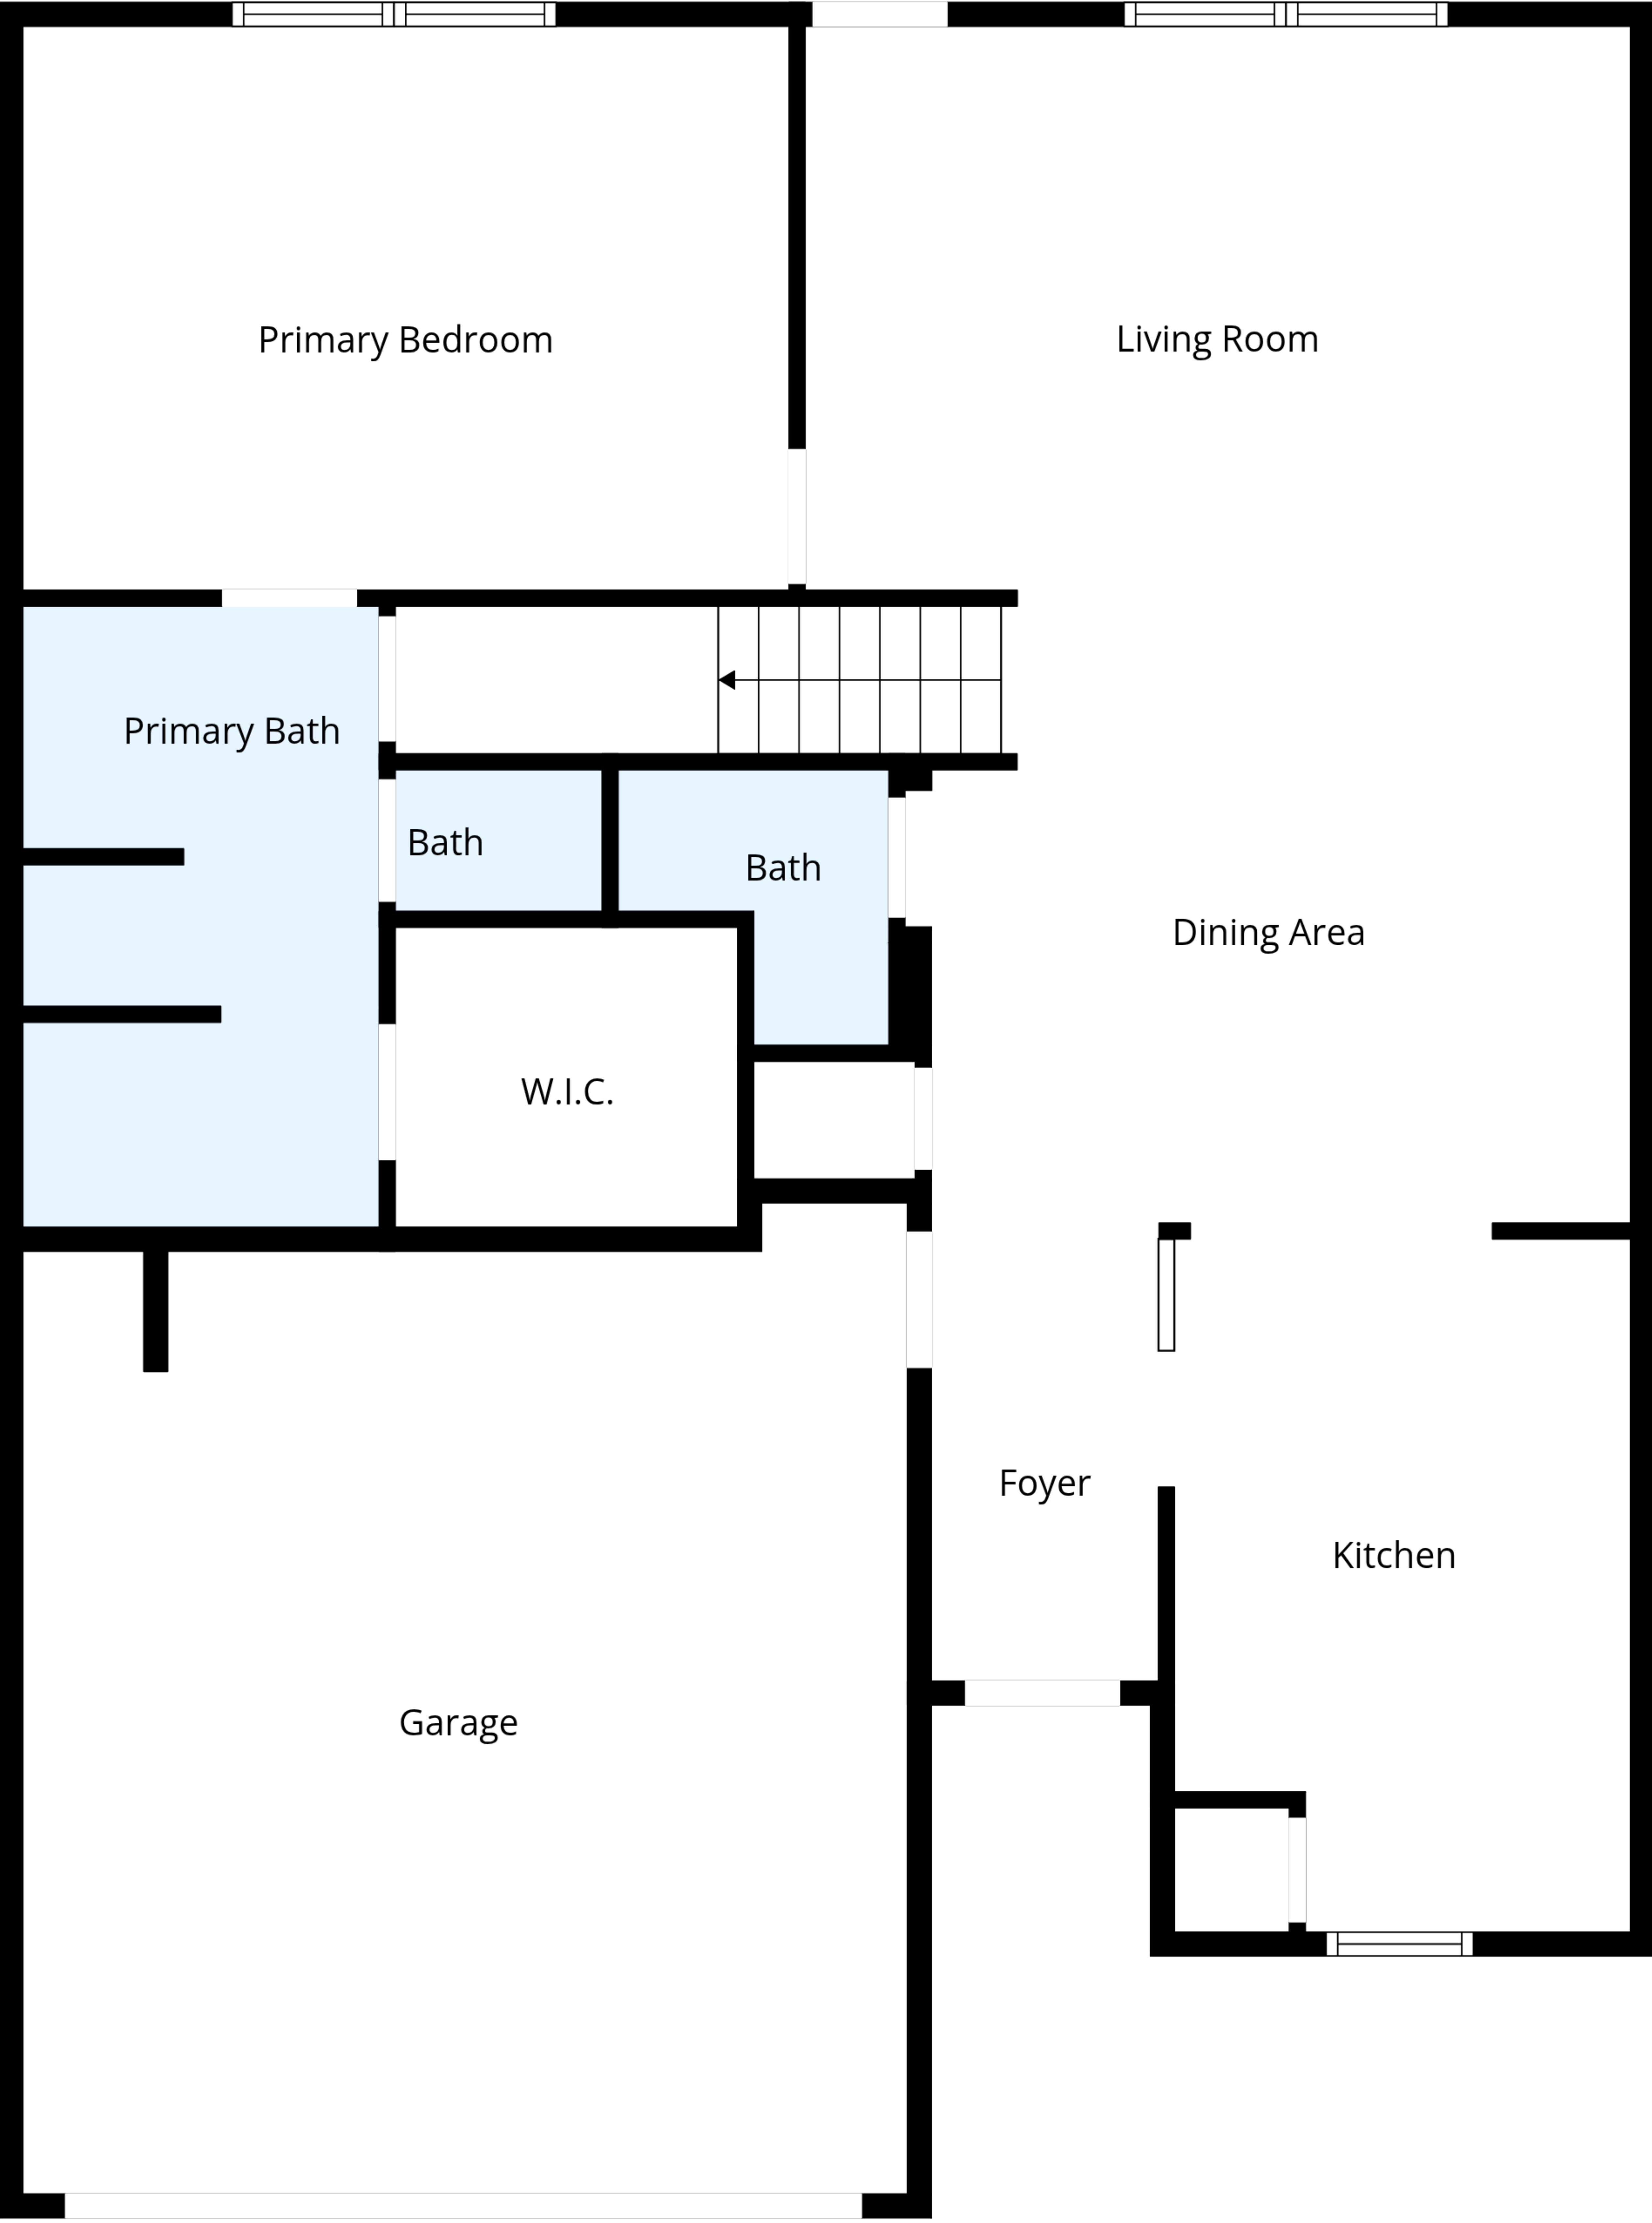 Primary Bedroom
Living Room
Primary Bath
Bath
Bath
Dining Area
W.I.C.
Foyer
Kitchen
Garage